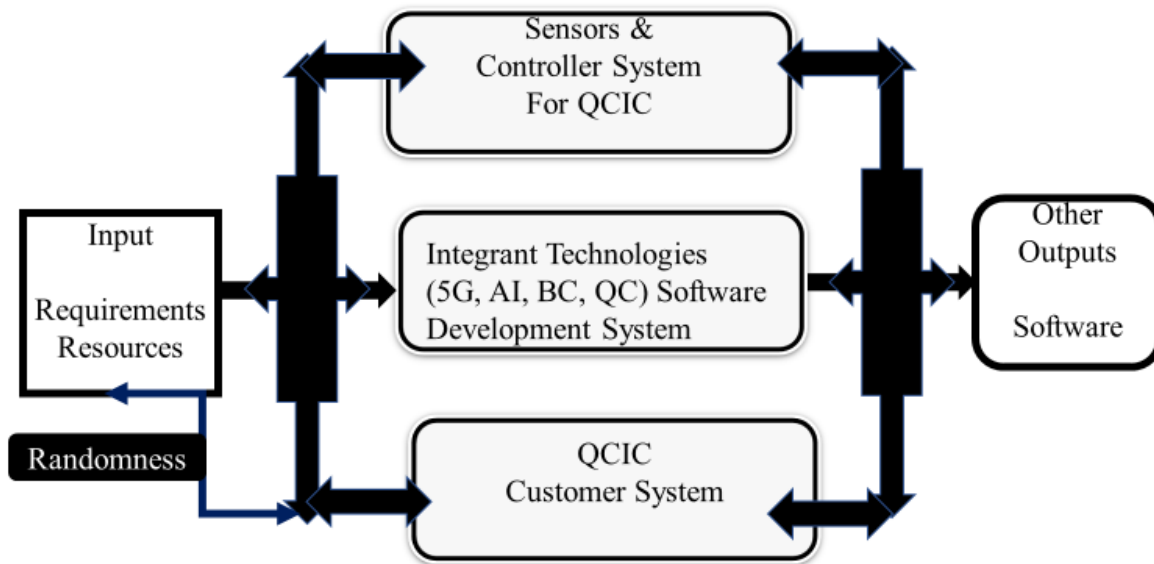 Sensors &
Controller System
For QCIC
Input
Requirements
Resources
Integrant Technologies
(5G, AI, BC, QC) Software
Development System
Other
Outputs
Software
Randomness
QCIC
Customer System